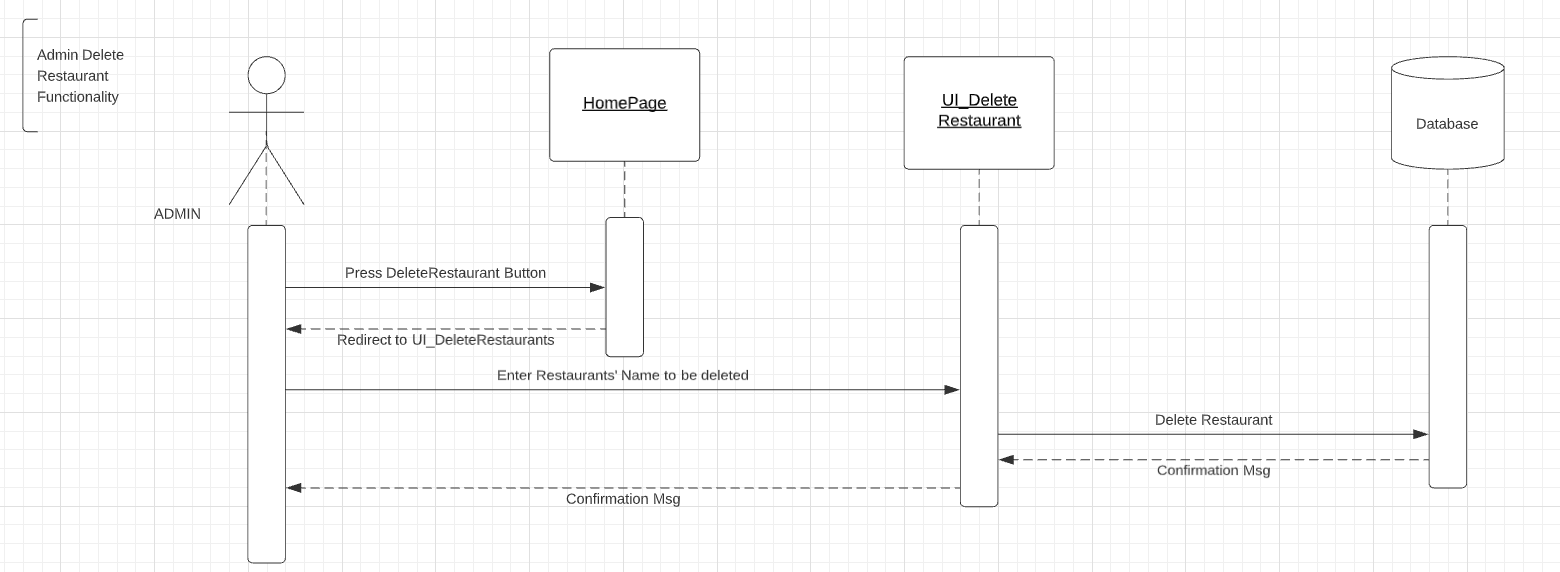 Admin Delete
Restaurant
Functionality
HomePage
UI_Delete
Restaurant
Database
ADMIN
Press DeleteRestaurant Button
Redirect to UI_DeleteRestaurants
Enter Restaurants' Name to be deleted
Delete Restaurant
Confirmation Msg
Confirmation Msg